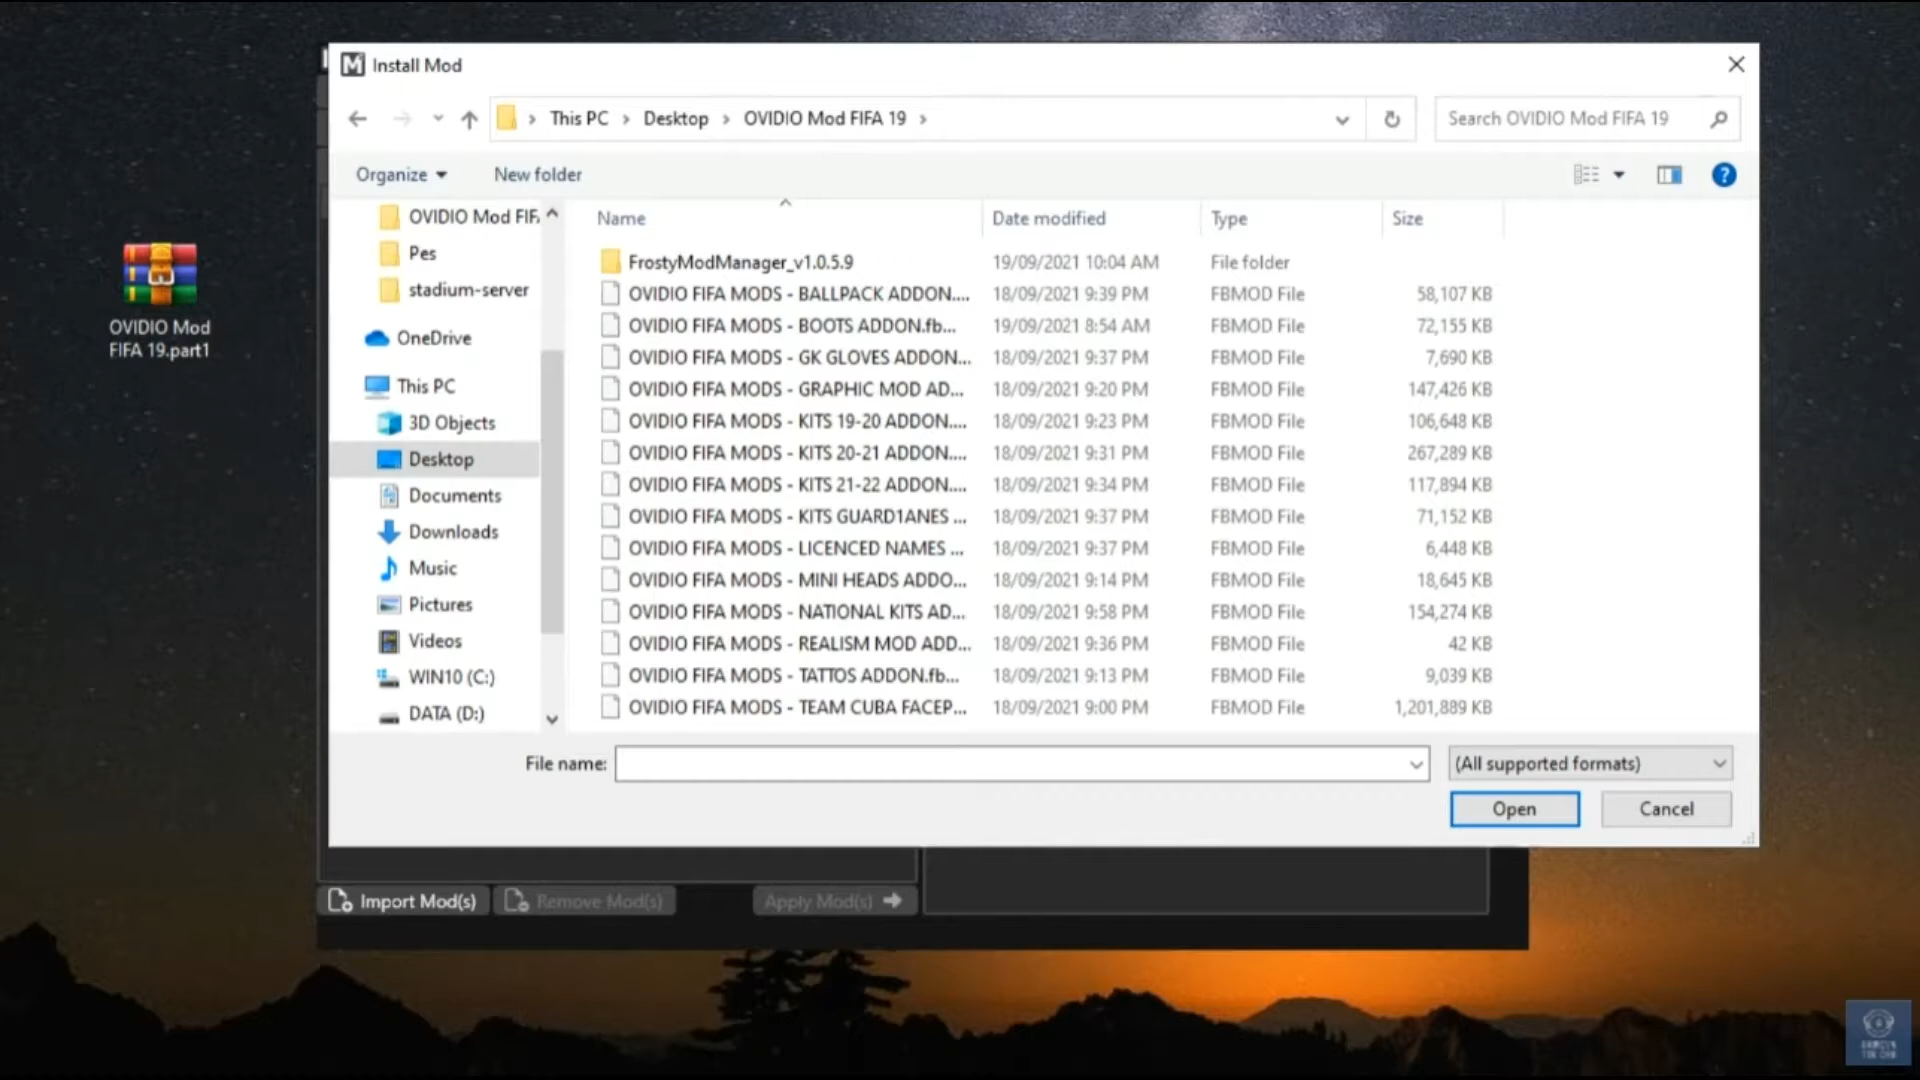 Install Mod
This PC > Desktop > OVIDIO Mod FIFA 19 >
Search OVIDIO Mod FIFA 19
Organize
New folder
Name
Date modified
Type
Size
OVIDIO Mod FIF
Pes
stadium-server
OneDrive
This PC
3D Objects
Desktop
Documents
Downloads
Music
Pictures
Videos
WIN10 (C:)
DATA (D:)
FrostyModManager_v1.0.5.9 19/09/2021 10:04 AM File folder
OVIDIO FIFA MODS - BALLPACK ADDON.... 18/09/2021 9:39 PM FBMOD File 58,107 KB
OVIDIO FIFA MODS - BOOTS ADDON.fb... 19/09/2021 8:54 AM FBMOD File 72,155 KB
OVIDIO FIFA MODS - GK GLOVES ADDON... 18/09/2021 9:37 PM FBMOD File 7,690 KB
OVIDIO FIFA MODS - GRAPHIC MOD AD... 18/09/2021 9:20 PM FBMOD File 147,426 KB
OVIDIO FIFA MODS - KITS 19-20 ADDON.... 18/09/2021 9:23 PM FBMOD File 106,648 KB
OVIDIO FIFA MODS - KITS 20-21 ADDON.... 18/09/2021 9:31 PM FBMOD File 267,289 KB
OVIDIO FIFA MODS - KITS 21-22 ADDON.... 18/09/2021 9:34 PM FBMOD File 117,894 KB
OVIDIO FIFA MODS - KITS GUARD1ANES ... 18/09/2021 9:37 PM FBMOD File 71,152 KB
OVIDIO FIFA MODS - LICENCED NAMES ... 18/09/2021 9:37 PM FBMOD File 6,448 KB
OVIDIO FIFA MODS - MINI HEADS ADDO... 18/09/2021 9:14 PM FBMOD File 18,645 KB
OVIDIO FIFA MODS - NATIONAL KITS AD... 18/09/2021 9:58 PM FBMOD File 154,274 KB
OVIDIO FIFA MODS - REALISM MOD ADD... 18/09/2021 9:36 PM FBMOD File 42 KB
OVIDIO FIFA MODS - TATTOS ADDON.fb... 18/09/2021 9:13 PM FBMOD File 9,039 KB
OVIDIO FIFA MODS - TEAM CUBA FACEP... 18/09/2021 9:00 PM FBMOD File 1,201,889 KB
File name:
(All supported formats)
Open
Cancel
Import Mod(s)
Remove Mod(s)
Apply Mod(s)
OVIDIO Mod
FIFA 19.part1